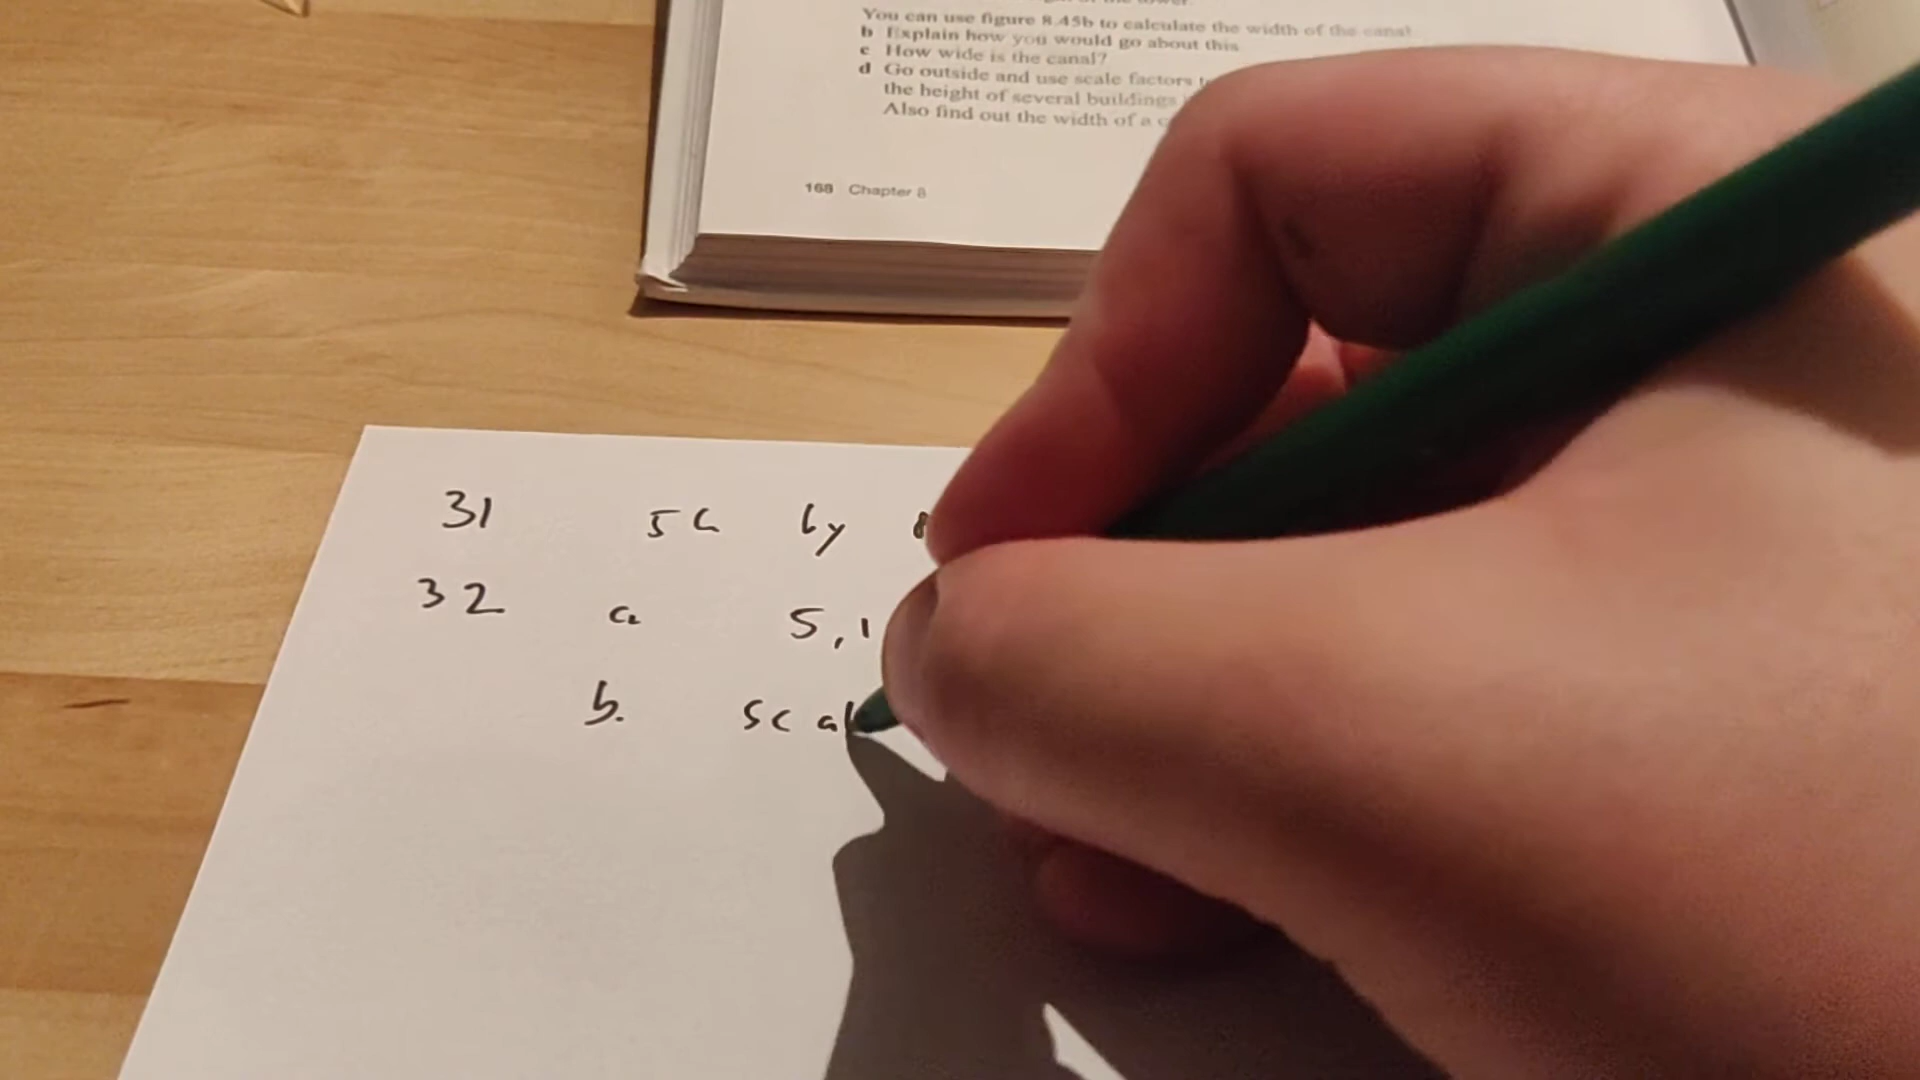 You can use figure 8.45b to calculate the width of the canal.
b Explain how you would go about this.
c How wide is the canal?
d Go outside and use scale factors
the height of several buildings
Also find out the width of a
168 Chapter 8
31 5h by
32 a 5,1
b. scal